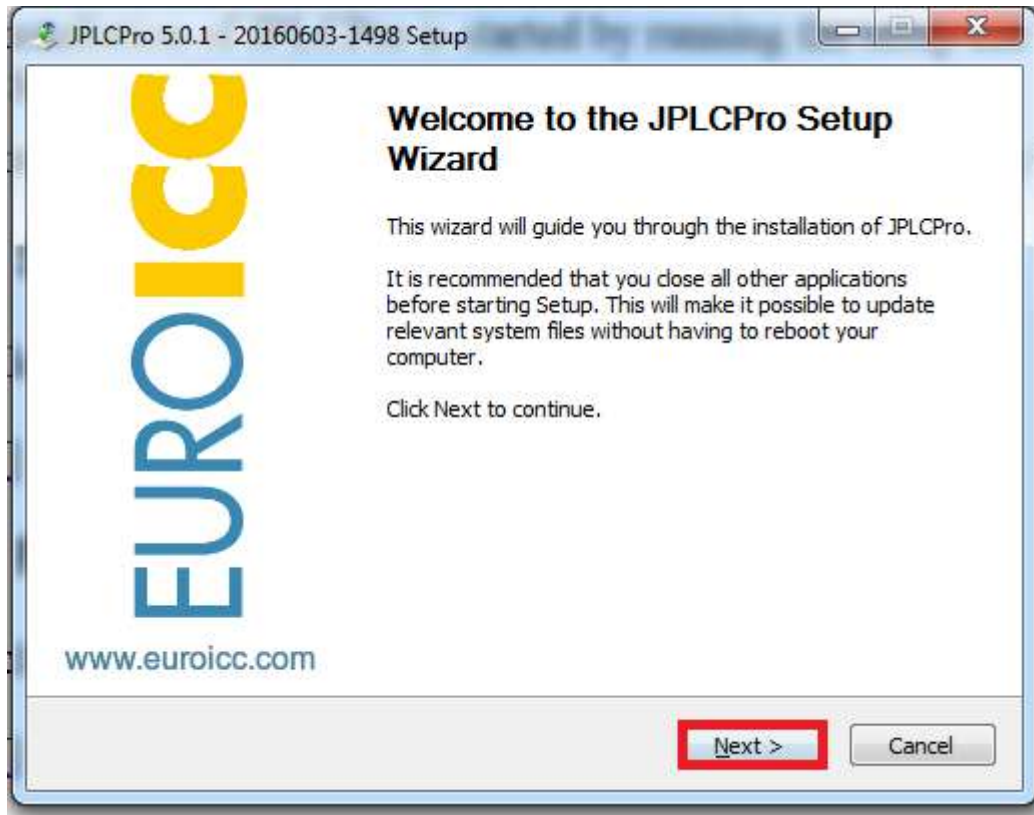 JPLCPro 5.0.1 - 20160603-1498 Setup
EUROICC
www.euroicc.com
Welcome to the JPLCPro Setup
Wizard
This wizard will guide you through the installation of JPLCPro.
It is recommended that you close all other applications
before starting Setup. This will make it possible to update
relevant system files without having to reboot your
computer.
Click Next to continue.
Next >
Cancel